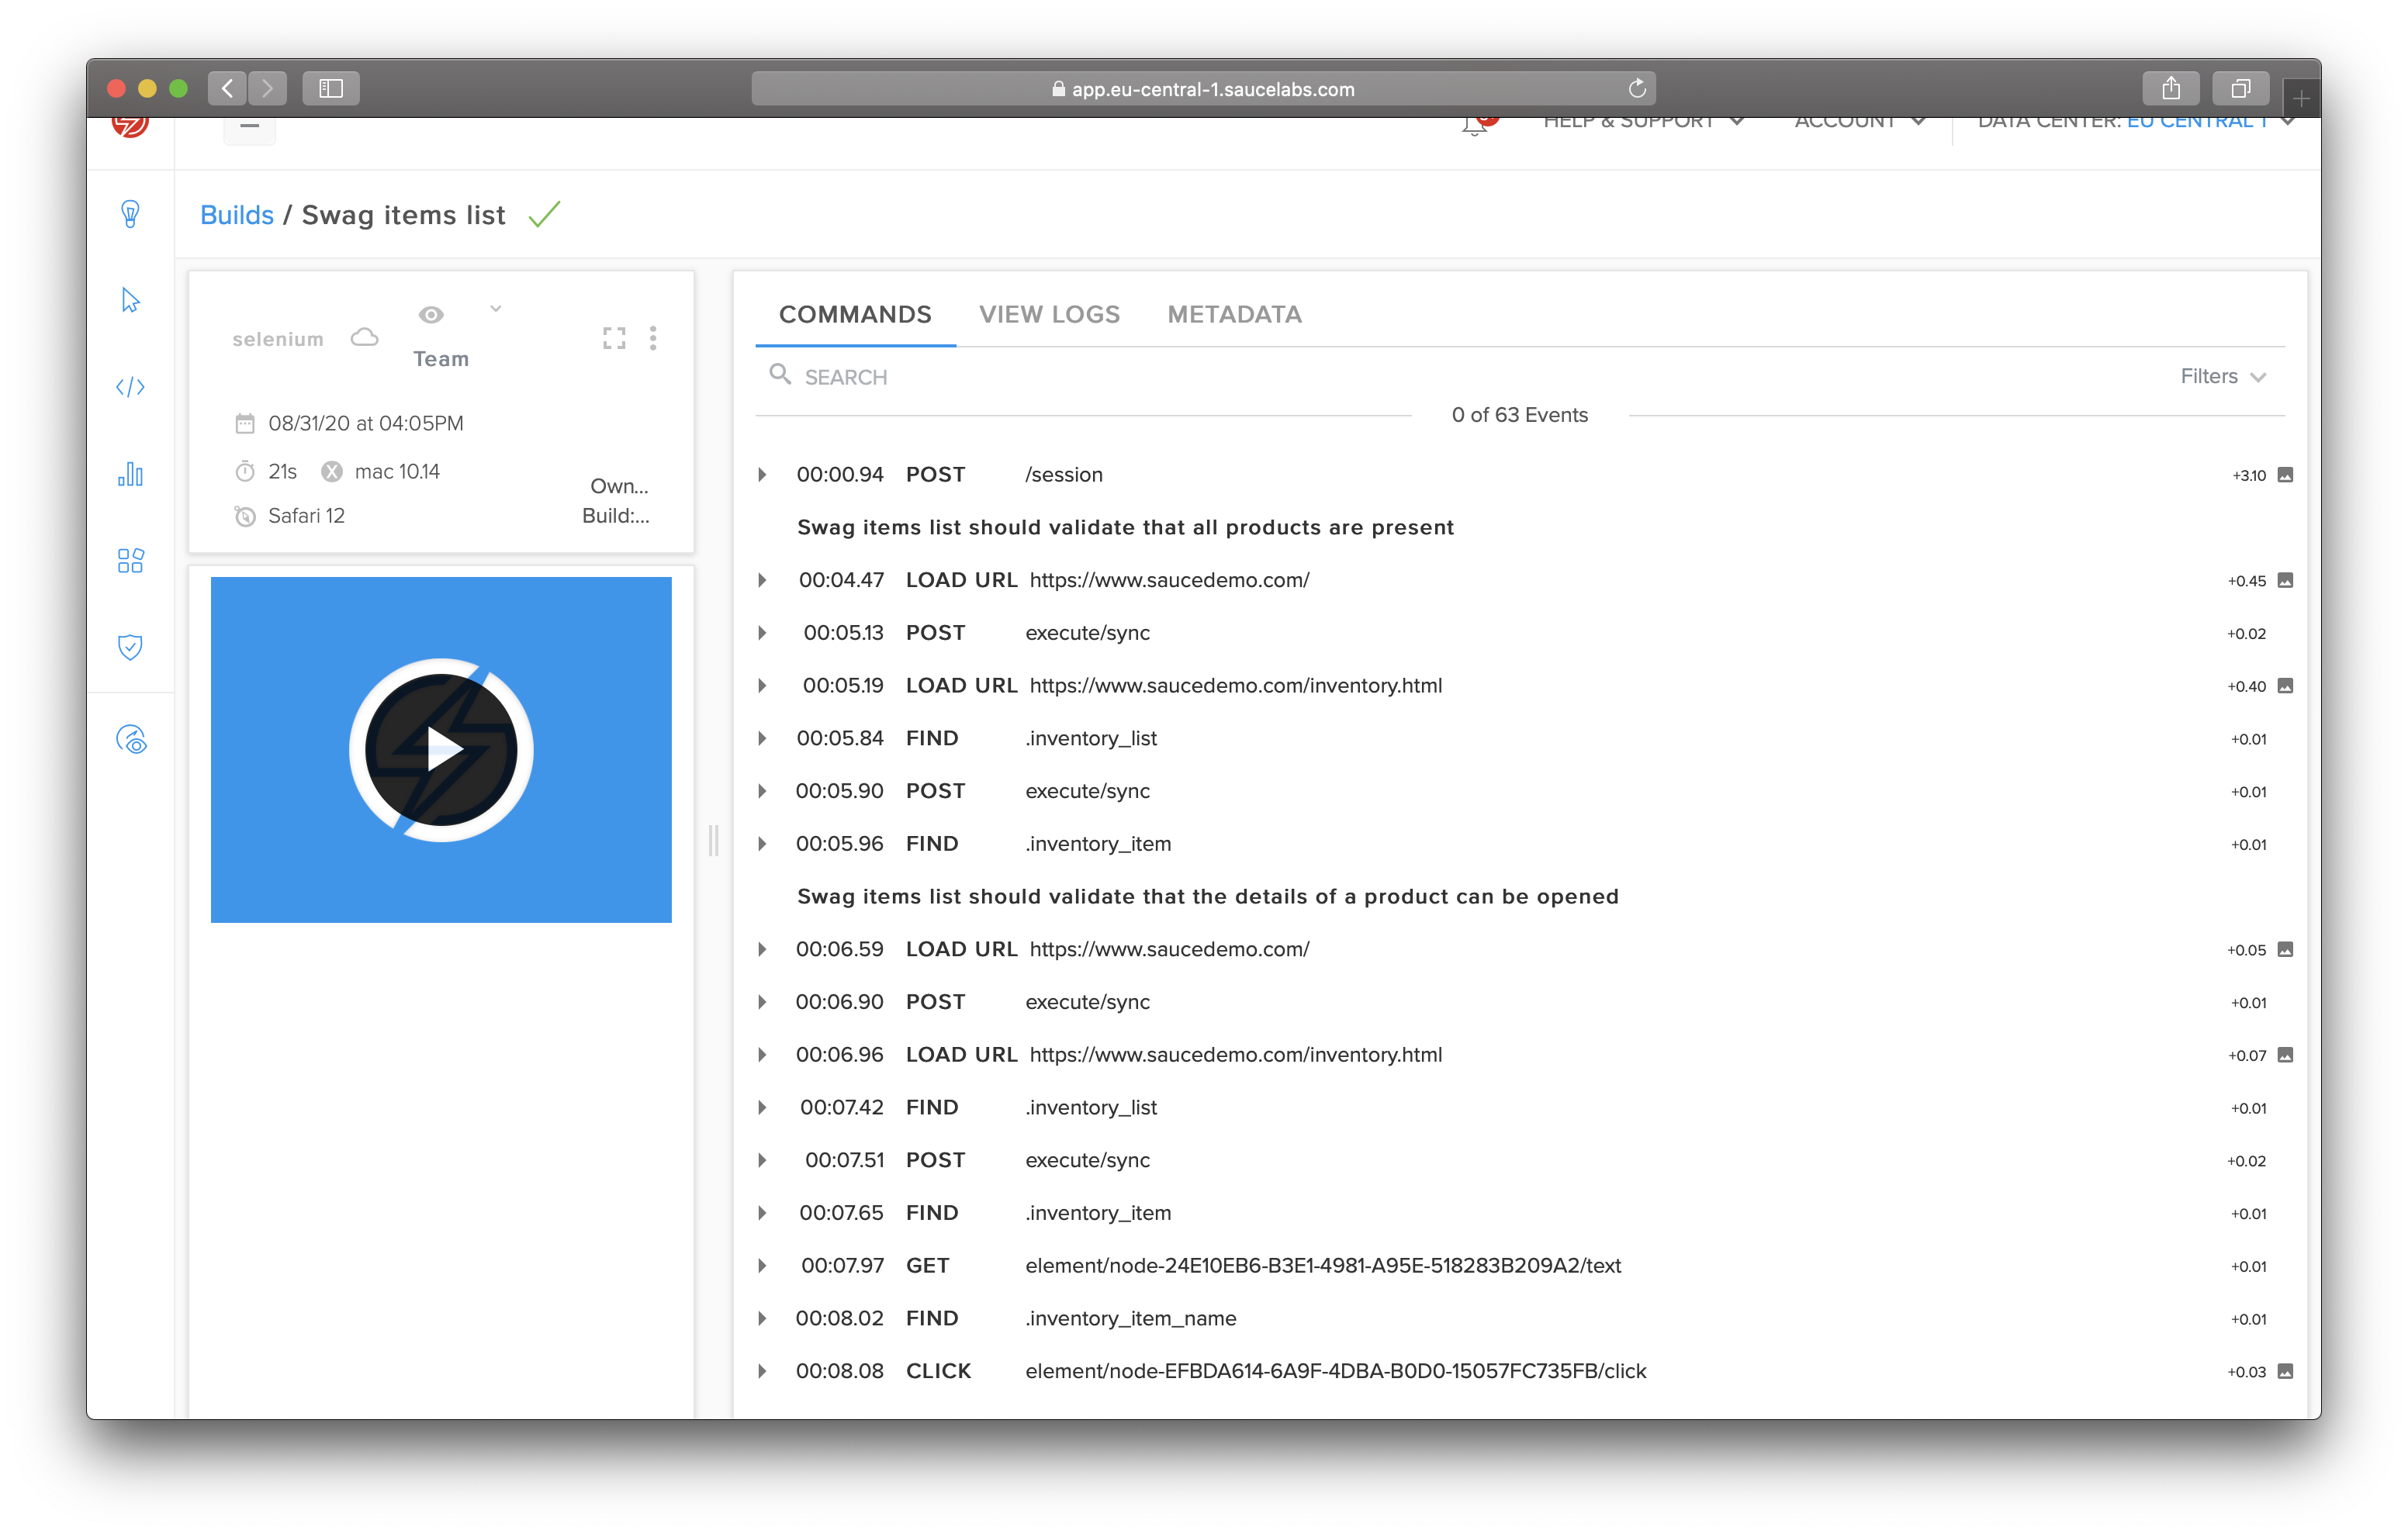 app.eu-central-1.saucelabs.com
HELP & SUPPORT ACCOUNT DATA CENTER: EU CENTRAL 1
Builds / Swag items list
selenium
Team
08/31/20 at 04:05PM
21s mac 10.14
Own...
Safari 12
Build:...
COMMANDS VIEW LOGS METADATA
SEARCH
Filters
0 of 63 Events
00:00.94 POST /session +3.10
Swag items list should validate that all products are present
00:04.47 LOAD URL https://www.saucedemo.com/ +0.45
00:05.13 POST execute/sync +0.02
00:05.19 LOAD URL https://www.saucedemo.com/inventory.html +0.40
00:05.84 FIND .inventory_list +0.01
00:05.90 POST execute/sync +0.01
00:05.96 FIND .inventory_item +0.01
Swag items list should validate that the details of a product can be opened
00:06.59 LOAD URL https://www.saucedemo.com/ +0.05
00:06.90 POST execute/sync +0.01
00:06.96 LOAD URL https://www.saucedemo.com/inventory.html +0.07
00:07.42 FIND .inventory_list +0.01
00:07.51 POST execute/sync +0.02
00:07.65 FIND .inventory_item +0.01
00:07.97 GET element/node-24E10EB6-B3E1-4981-A95E-518283B209A2/text +0.01
00:08.02 FIND .inventory_item_name +0.01
00:08.08 CLICK element/node-EFBDA614-6A9F-4DBA-B0D0-15057FC735FB/click +0.03